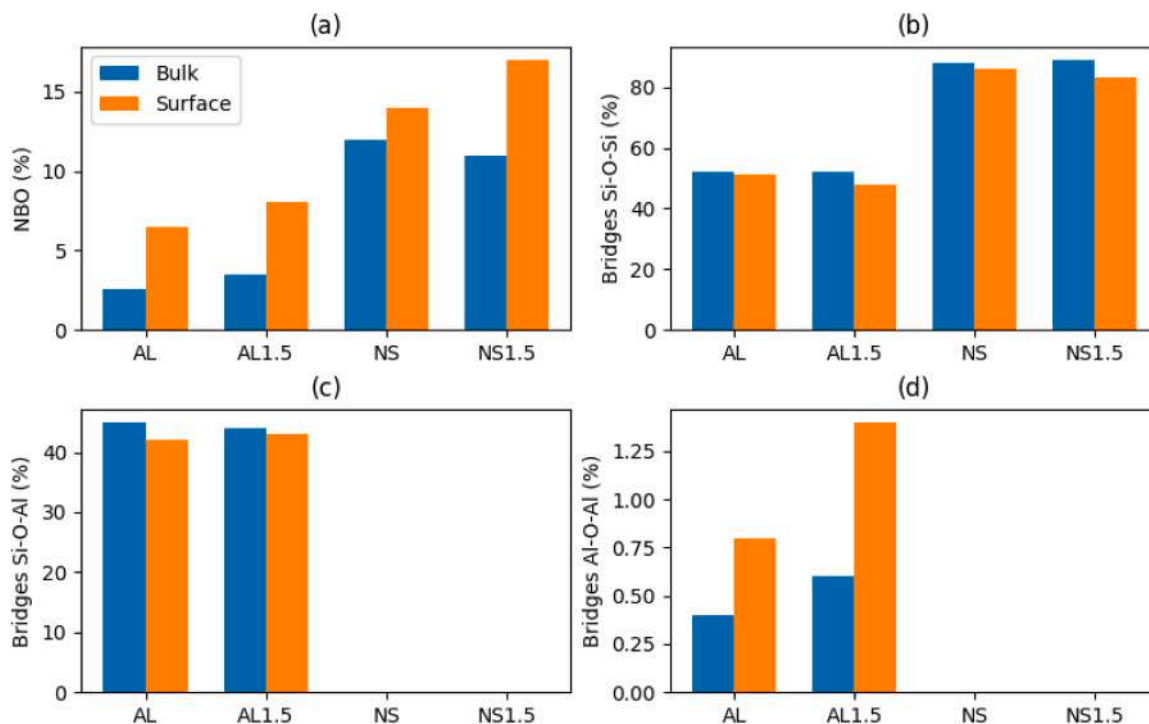 (a)
NBO (%)
15
10
5
0
Bulk
Surface
AL AL1.5 NS NS1.5
(b)
Bridges Si-O-Si (%)
80
60
40
20
0
AL AL1.5 NS NS1.5
(c)
Bridges Si-O-Al (%)
40
30
20
10
0
AL AL1.5 NS NS1.5
(d)
Bridges Al-O-Al (%)
1.25
1.00
0.75
0.50
0.25
0.00
AL AL1.5 NS NS1.5